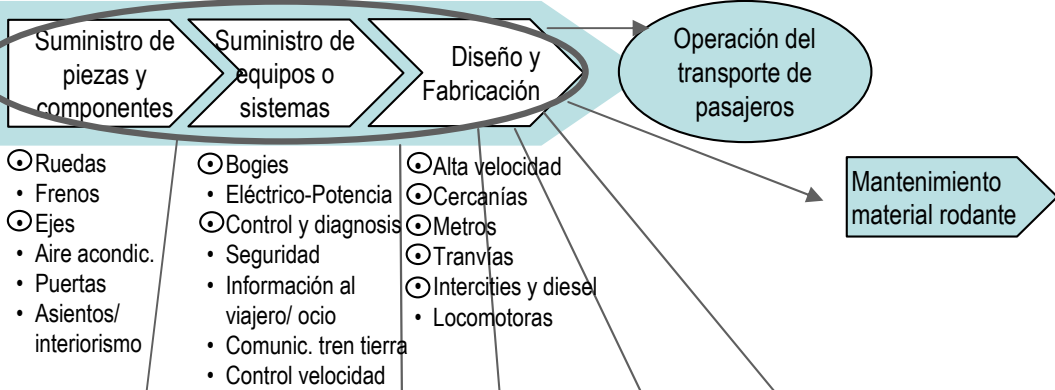 Suministro de
piezas y
componentes
Suministro de
equipos o
sistemas
Diseño y
Fabricación
Operación del
transporte de
pasajeros
Mantenimiento
material rodante
Ruedas
• Frenos
Ejes
• Aire acondic.
• Puertas
• Asientos/
interiorismo
Bogies
• Eléctrico-Potencia
Control y diagnosis
• Seguridad
• Información al
viajero/ ocio
• Comunic. tren tierra
• Control velocidad
Alta velocidad
Cercanías
Metros
Tranvías
Intercities y diesel
• Locomotoras